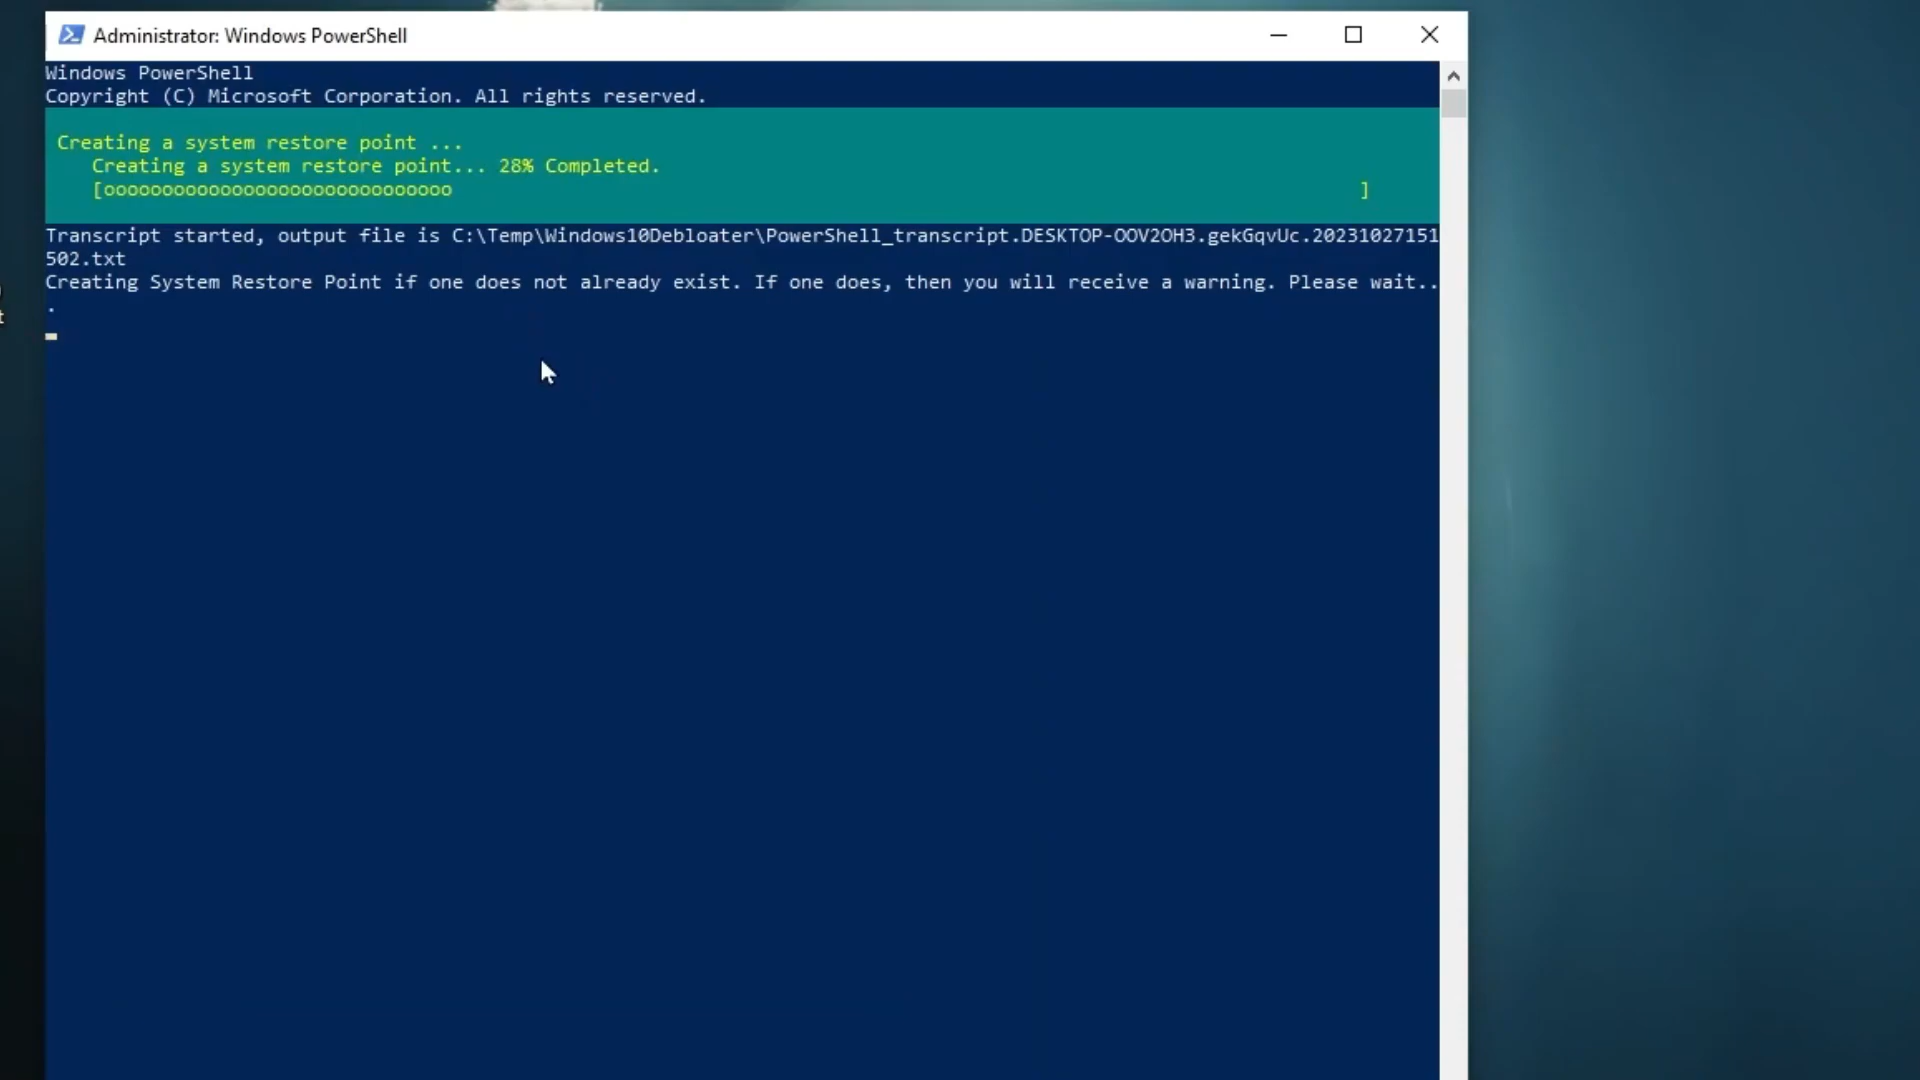 Administrator: Windows PowerShell
Windows PowerShell
Copyright (C) Microsoft Corporation. All rights reserved.
Creating a system restore point ...
Creating a system restore point... 28% Completed.
[oooooooooooooooooooooooooooooo ]
Transcript started, output file is C:\Temp\Windows10Debloater\PowerShell_transcript.DESKTOP-OOV2OH3.gekGqvUc.20231027151
502.txt
Creating System Restore Point if one does not already exist. If one does, then you will receive a warning. Please wait..
.